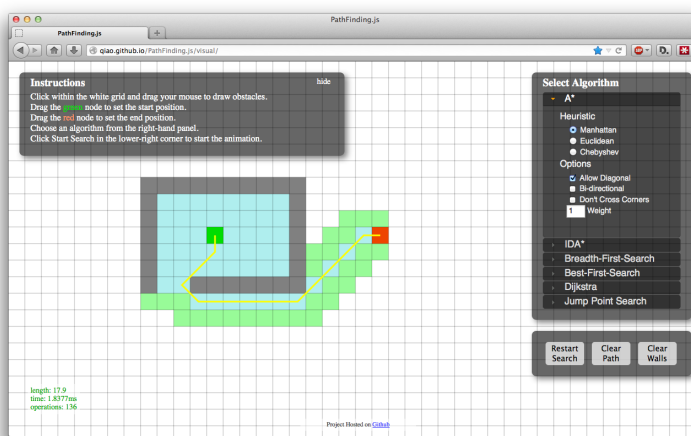 PathFinding.js
PathFinding.js
qiao.github.io/PathFinding.js/visual/
Instructions
hide
Click within the white grid and drag your mouse to draw obstacles.
Drag the green node to set the start position.
Drag the red node to set the end position.
Choose an algorithm from the right-hand panel.
Click Start Search in the lower-right corner to start the animation.
Select Algorithm
A*
Heuristic
Manhattan
Euclidean
Chebyshev
Options
Allow Diagonal
Bi-directional
Don't Cross Corners
1 Weight
IDA*
Breadth-First-Search
Best-First-Search
Dijkstra
Jump Point Search
Restart Search
Clear Path
Clear Walls
length: 17.9
time: 1.8377ms
operations: 136
Project Hosted on Github